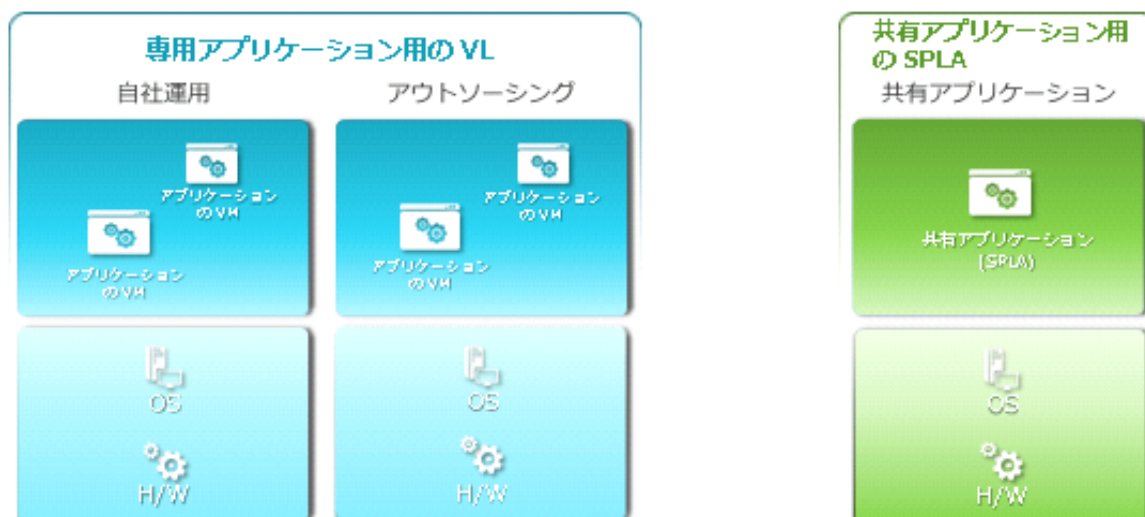 専用アプリケーション用の VL
自社運用
アウトソーシング
アプリケーション
のVM
アプリケーション
のVM
アプリケーション
のVM
アプリケーション
のVM
OS
H/W
OS
H/W
共有アプリケーション用
の SPLA
共有アプリケーション
共有アプリケーション
(SPLA)
OS
H/W